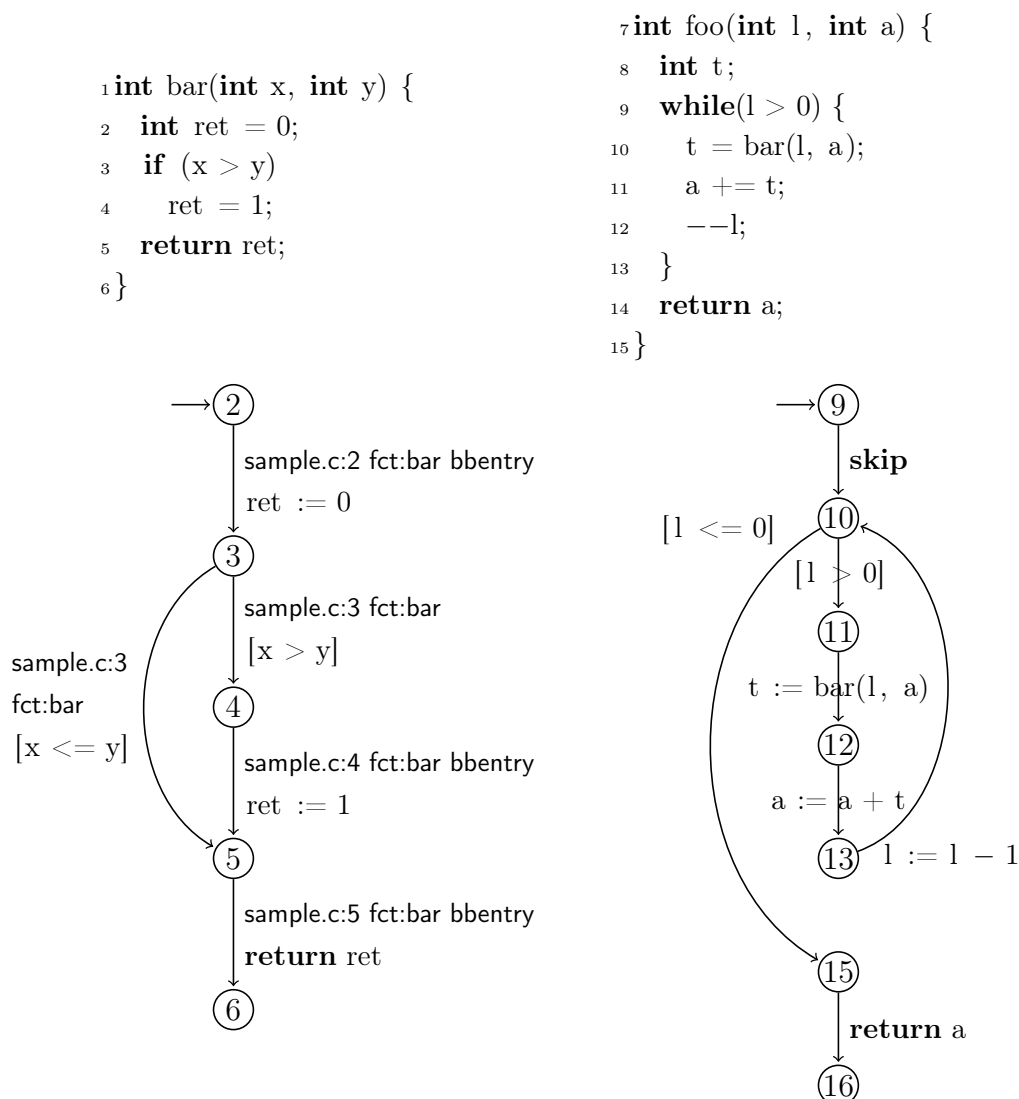 1 int bar(int x, int y) {
2 int ret = 0;
3 if (x > y)
4 ret = 1;
5 return ret;
6 }
7 int foo(int l, int a) {
8 int t;
9 while(l > 0) {
10 t = bar(l, a);
11 a += t;
12 −−l;
13 }
14 return a;
15 }
2
sample.c:2 fct:bar bbentry
ret := 0
3
sample.c:3 fct:bar
[x > y]
sample.c:3
fct:bar
[x <= y]
4
sample.c:4 fct:bar bbentry
ret := 1
5
sample.c:5 fct:bar bbentry
return ret
6
9
skip
10
[l <= 0]
[l > 0]
11
t := bar(l, a)
12
a := a + t
13
l := l − 1
15
return a
16